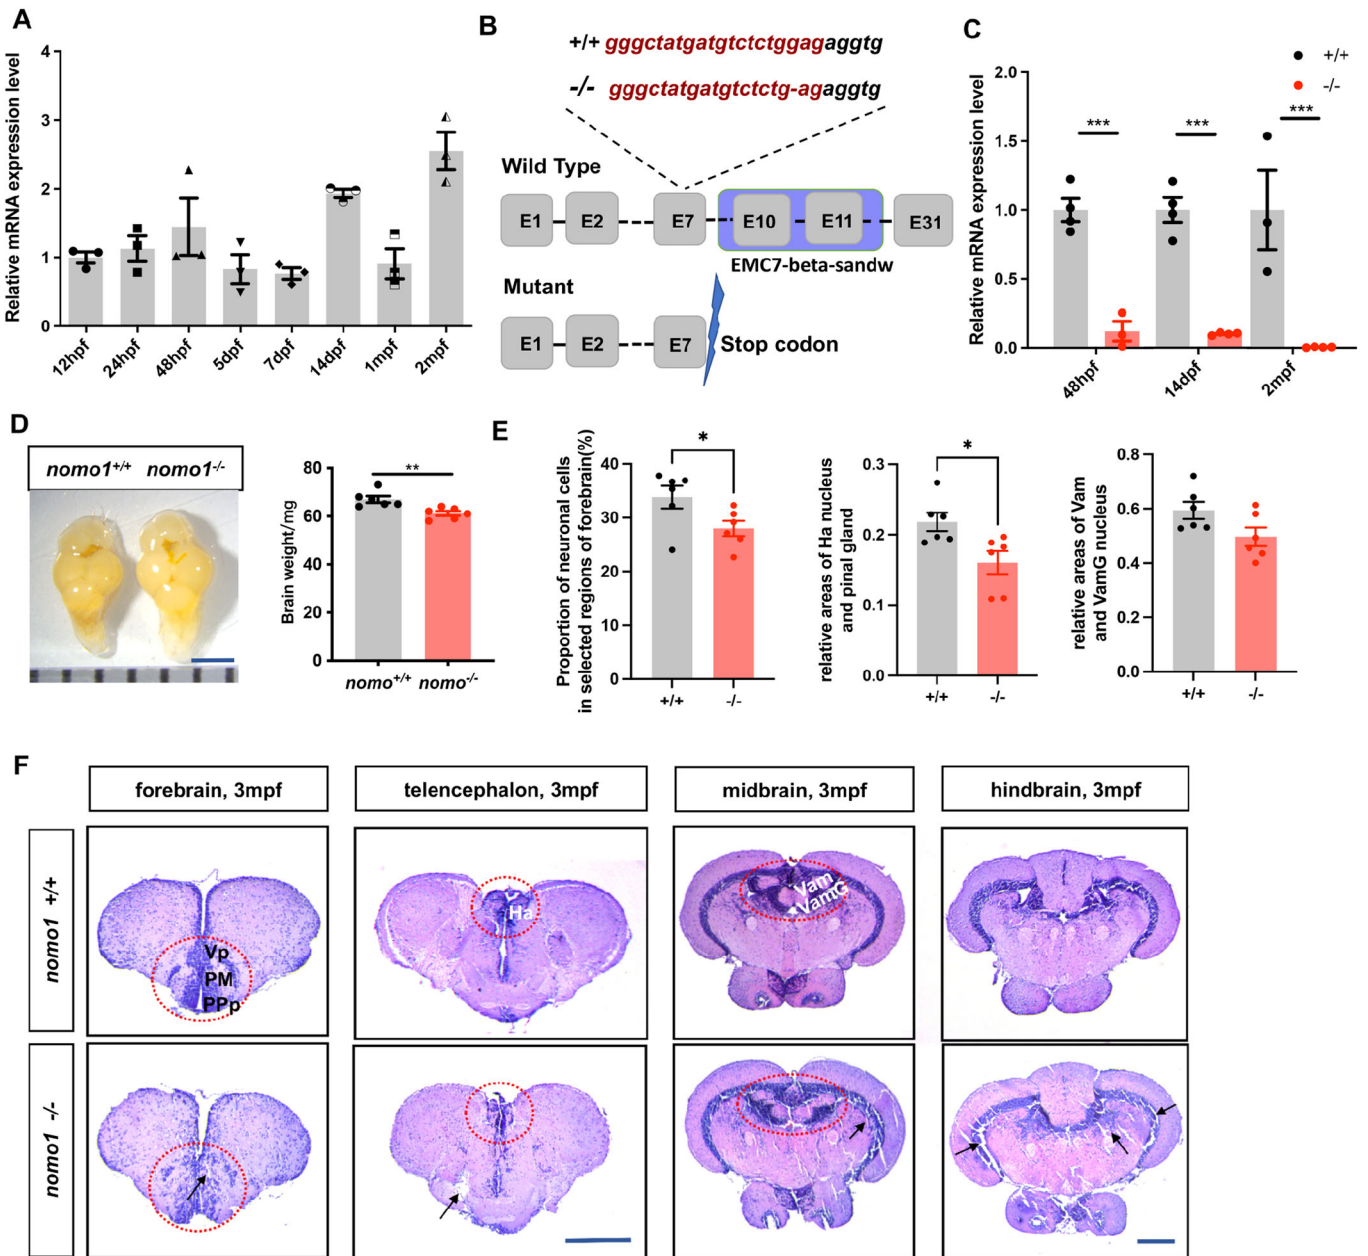 A
Relative mRNA expression level
4
3
2
1
0
12hpf
24hpf
48hpf
5dpf
7dpf
14dpf
1mpf
2mpf
B
+/+ gggctatgatgtctctggagaggtg
-/- gggctatgatgtctctg-agaggtg
Wild Type
E1
E2
E7
E10
E11
E31
EMC7-beta-sandw
Mutant
E1
E2
E7
Stop codon
C
Relative mRNA expression level
2.0
1.5
1.0
0.5
0.0
+/+
-/-
***
***
***
48hpf
14dpf
2mpf
D
nomo1+/+ nomo1-/-
Brain weight/mg
80
60
40
20
0
**
nomo+/+ nomo-/-
E
Proportion of neuronal cells
in selected regions of forebrain(%)
40
30
20
10
0
*
+/+
-/-
relative areas of Ha nucleus
and pinal gland
0.3
0.2
0.1
0.0
*
+/+
-/-
relative areas of Vam
and VamG nucleus
0.8
0.6
0.4
0.2
0.0
+/+
-/-
F
forebrain, 3mpf
telencephalon, 3mpf
midbrain, 3mpf
hindbrain, 3mpf
nomo1 +/+
Vp
PM
PPp
Ha
Vam
VamG
nomo1 -/-